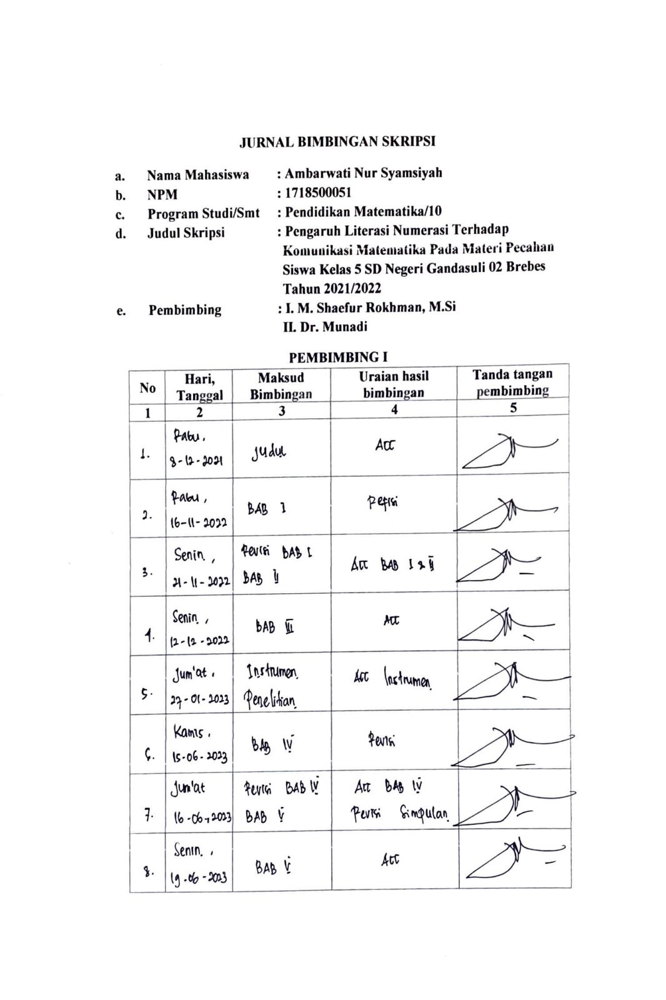 JURNAL BIMBINGAN SKRIPSI
a. Nama Mahasiswa : Ambarwati Nur Syamsiyah
b. NPM : 1718500051
c. Program Studi/Smt : Pendidikan Matematika/10
d. Judul Skripsi : Pengaruh Literasi Numerasi Terhadap
Komunikasi Matematika Pada Materi Pecahan
Siswa Kelas 5 SD Negeri Gandasuli 02 Brebes
Tahun 2021/2022
e. Pembimbing : I. M. Shaefur Rokhman, M.Si
II. Dr. Munadi
PEMBIMBING I
No Hari, Tanggal Maksud Bimbingan Uraian hasil bimbingan Tanda tangan pembimbing
1 2 3 4 5
1. Rabu, 8-12-2021 Judul Acc
2. Rabu, 16-11-2022 BAB I Refisi
3. Senin, 21-11-2022 Revisi BAB I BAB II Acc BAB I & II
4. Senin, 12-12-2022 BAB III Acc
5. Jum'at, 27-01-2023 Instrumen Penelitian Acc Instrumen
6. Kamis, 15-06-2023 BAB IV Revisi
7. Jum'at 16-06-2023 Revisi BAB IV BAB V Acc BAB IV Revisi Simpulan
8. Senin, 19-06-2023 BAB V Acc